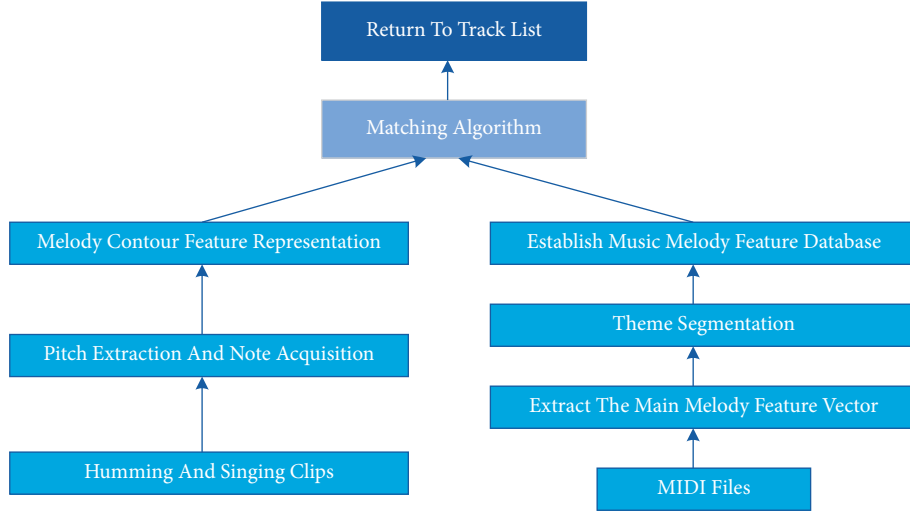 Return To Track List
Matching Algorithm
Melody Contour Feature Representation
Establish Music Melody Feature Database
Theme Segmentation
Pitch Extraction And Note Acquisition
Extract The Main Melody Feature Vector
Humming And Singing Clips
MIDI Files